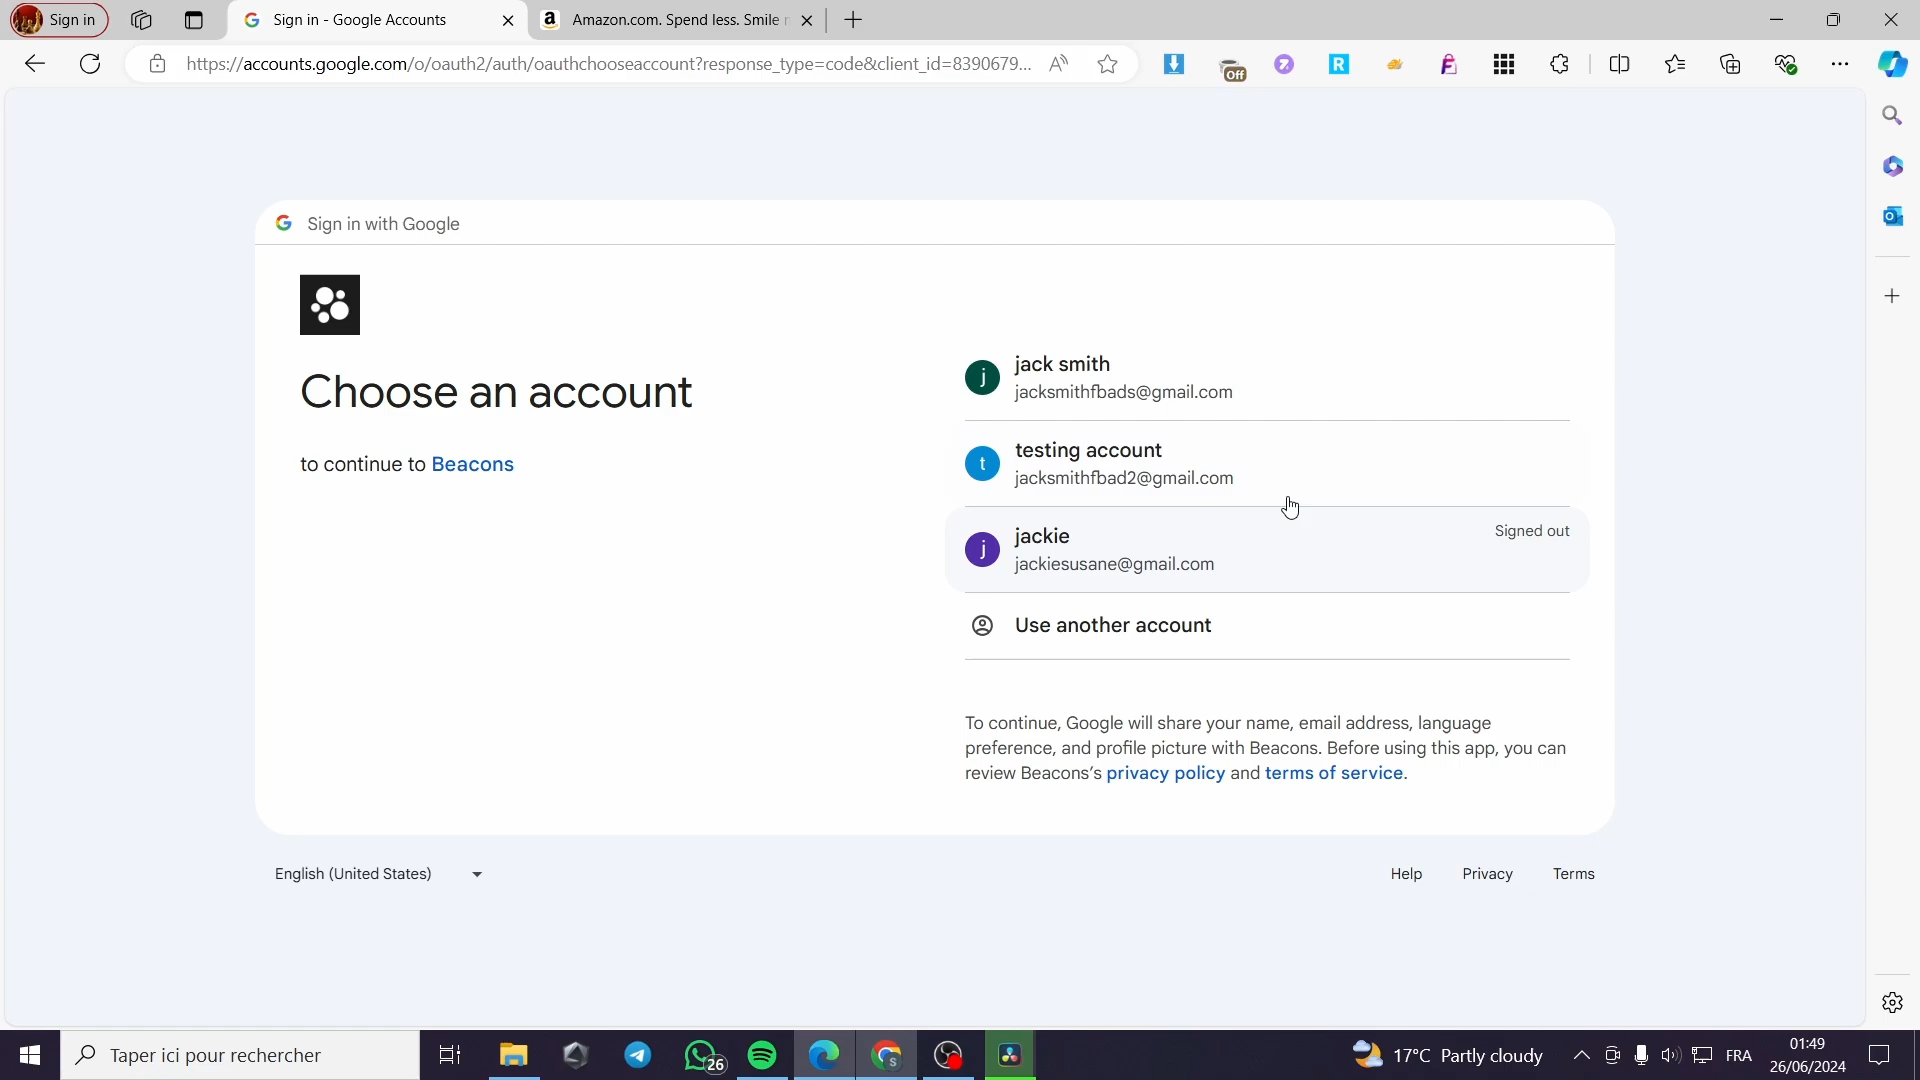 Sign in
Sign in - Google Accounts
Amazon.com. Spend less. Smile
https://accounts.google.com/o/oauth2/auth/oauthchooseaccount?response_type=code&client_id=8390679...
Off
Sign in with Google
Choose an account
to continue to Beacons
j
jack smith
jacksmithfbads@gmail.com
t
testing account
jacksmithfbad2@gmail.com
j
jackie
Signed out
jackiesusane@gmail.com
Use another account
To continue, Google will share your name, email address, language
preference, and profile picture with Beacons. Before using this app, you can
review Beacons's privacy policy and terms of service.
English (United States)
Help
Privacy
Terms
Taper ici pour rechercher
26
17°C Partly cloudy
FRA
01:49
26/06/2024